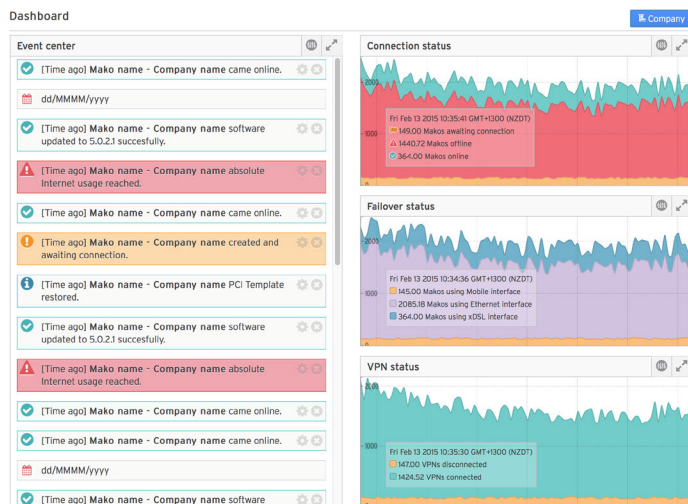 Dashboard
Company
Event center
[Time ago] Mako name - Company name came online.
dd/MMMM/yyyy
[Time ago] Mako name - Company name software
updated to 5.0.2.1 succesfully.
[Time ago] Mako name - Company name absolute
Internet usage reached.
[Time ago] Mako name - Company name came online.
[Time ago] Mako name - Company name created and
awaiting connection.
[Time ago] Mako name - Company name PCI Template
restored.
[Time ago] Mako name - Company name software
updated to 5.0.2.1 succesfully.
[Time ago] Mako name - Company name absolute
Internet usage reached.
[Time ago] Mako name - Company name came online.
[Time ago] Mako name - Company name came online.
dd/MMMM/yyyy
[Time ago] Mako name - Company name software
Connection status
2000
Fri Feb 13 2015 10:35:41 GMT+1300 (NZDT)
149.00 Makos awaiting connection
1000
1440.72 Makos offline
364.00 Makos online
0
Failover status
2000
Fri Feb 13 2015 10:34:36 GMT+1300 (NZDT)
145.00 Makos using Mobile interface
1000
2085.18 Makos using Ethernet interface
364.00 Makos using xDSL interface
0
VPN status
2000
1000
Fri Feb 13 2015 10:35:30 GMT+1300 (NZDT)
147.00 VPNs disconnected
1424.52 VPNs connected